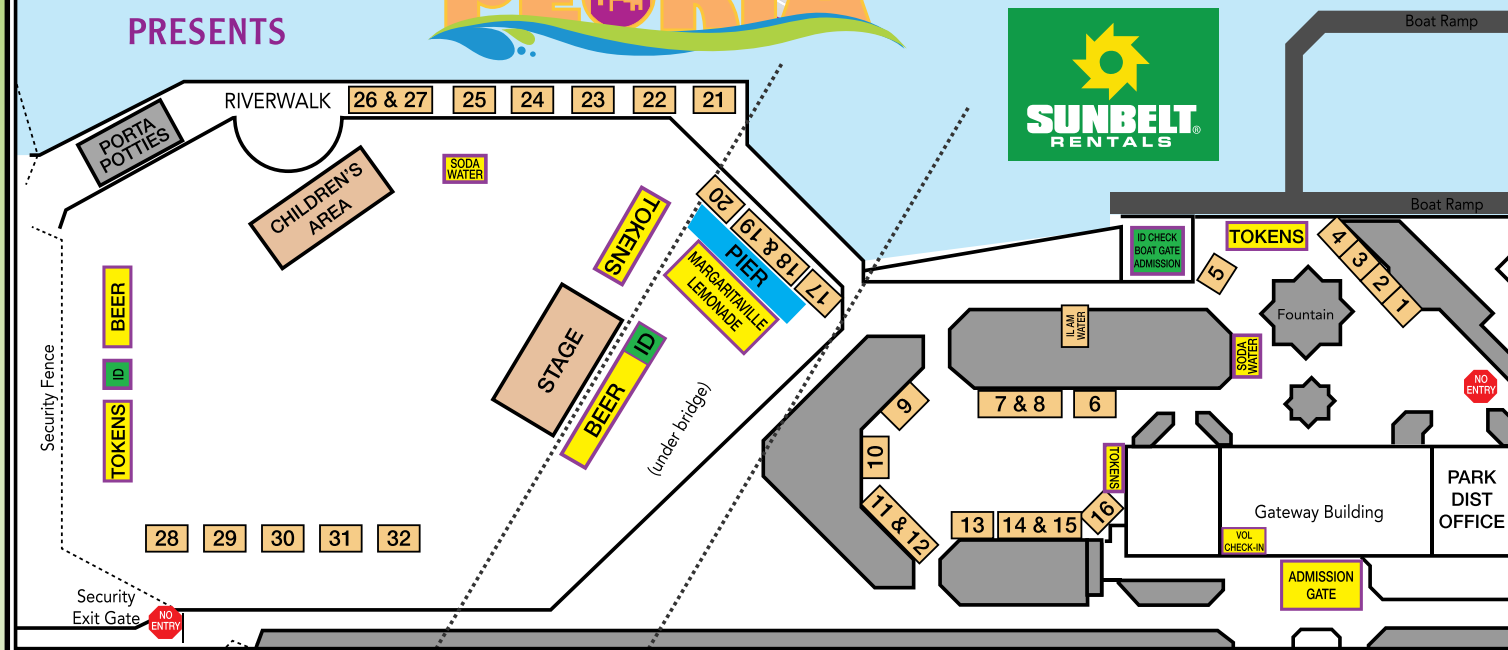 PEORIA
PRESENTS
SUNBELT®
RENTALS
Boat Ramp
Boat Ramp
RIVERWALK
26 & 27
25
24
23
22
21
PORTA
POTTIES
CHILDREN'S
AREA
SODA
WATER
TOKENS
20
18 & 19
17
PIER
MARGARITAVILLE
LEMONADE
STAGE
ID
BEER
(under bridge)
BEER
ID
TOKENS
Security Fence
28
29
30
31
32
Security
Exit Gate
NO
ENTRY
ID CHECK
BOAT GATE
ADMISSION
TOKENS
5
4
3
2
1
Fountain
IL AM
WATER
SODA
WATER
NO
ENTRY
7 & 8
6
9
10
11 & 12
13
14 & 15
16
TOKENS
Gateway Building
VOL
CHECK-IN
PARK
DIST
OFFICE
ADMISSION
GATE